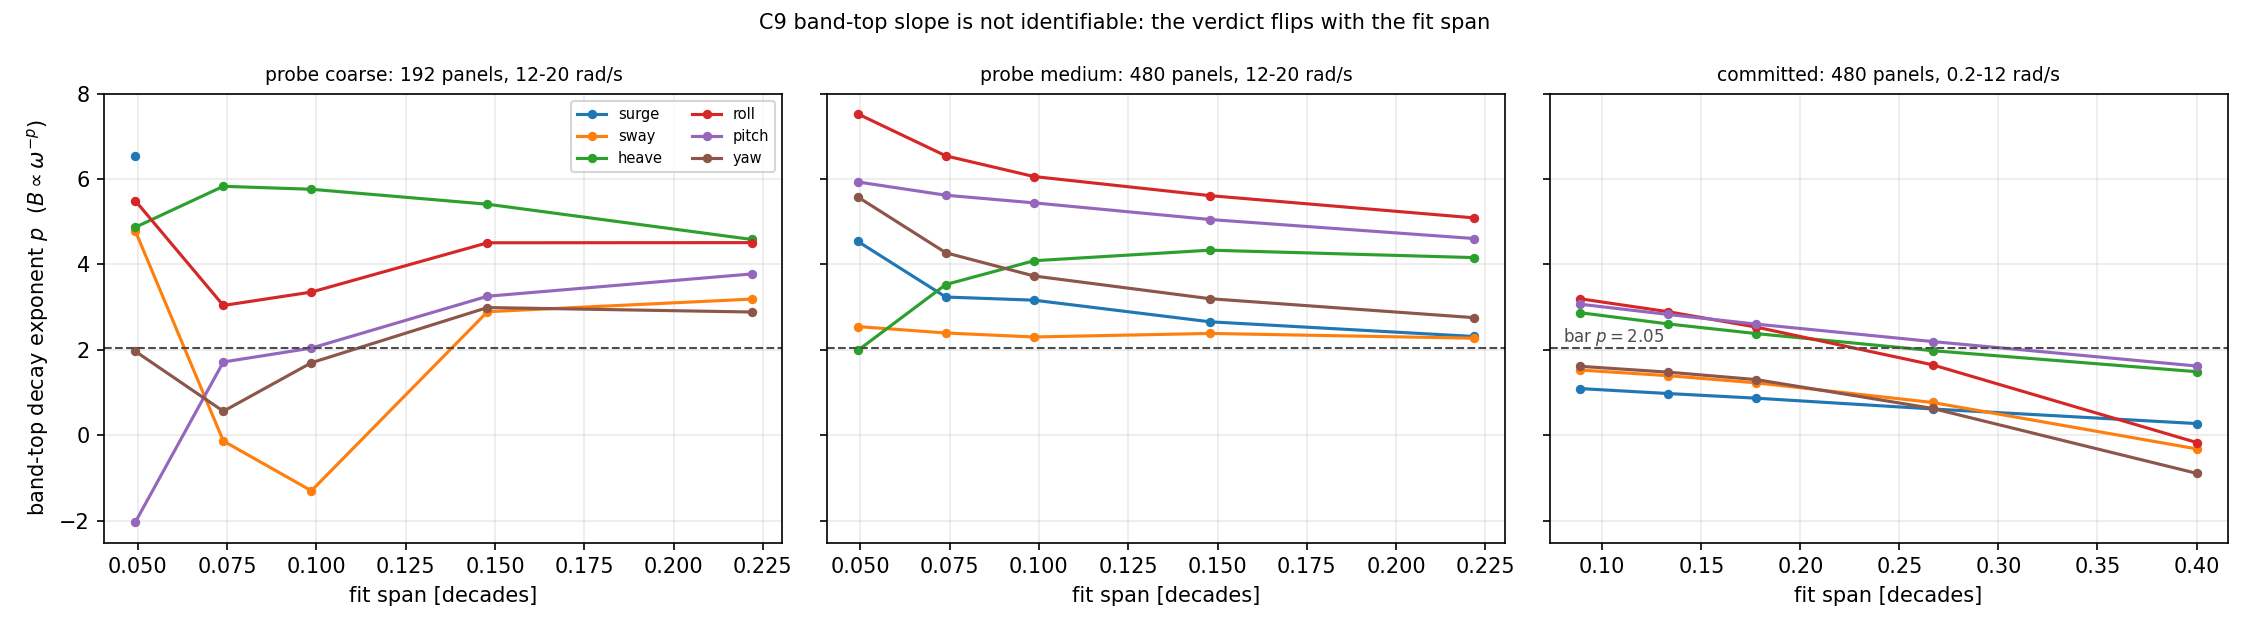 C9 band-top slope is not identifiable: the verdict flips with the fit span
probe coarse: 192 panels, 12-20 rad/s
probe medium: 480 panels, 12-20 rad/s
committed: 480 panels, 0.2-12 rad/s
band-top decay exponent p (B ∝ ω⁻ᵖ)
8
6
4
2
0
−2
surge
sway
heave
roll
pitch
yaw
bar p = 2.05
0.050 0.075 0.100 0.125 0.150 0.175 0.200 0.225
0.050 0.075 0.100 0.125 0.150 0.175 0.200 0.225
0.10 0.15 0.20 0.25 0.30 0.35 0.40
fit span [decades]
fit span [decades]
fit span [decades]